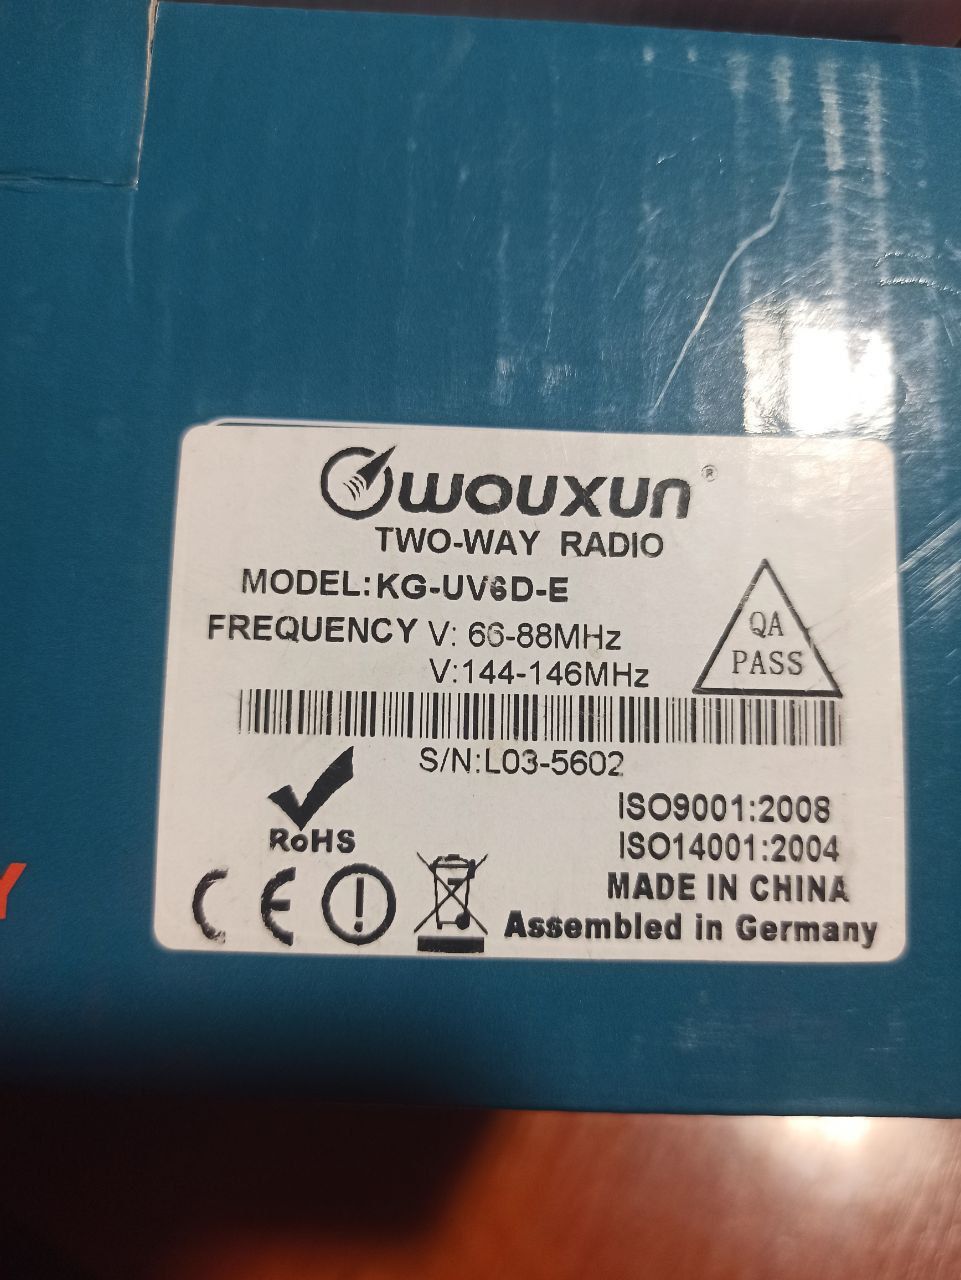 WOUXUN ®
TWO-WAY RADIO
MODEL: KG-UV6D-E
FREQUENCY V: 66-88MHz
V:144-146MHz
QA
PASS
S/N:L03-5602
RoHS
ISO9001:2008
ISO14001:2004
MADE IN CHINA
Assembled in Germany
CE
Y